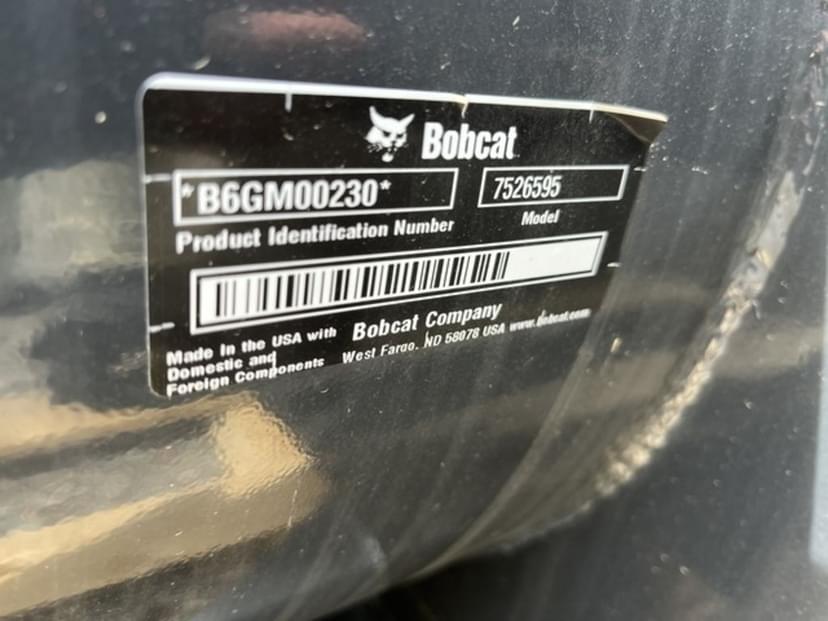 Bobcat
*B6GM00230*
7526595
Product Identification Number
Model
Made in the USA with
Domestic and
Foreign Components
Bobcat Company
West Fargo, ND 58078 USA www.bobcat.com